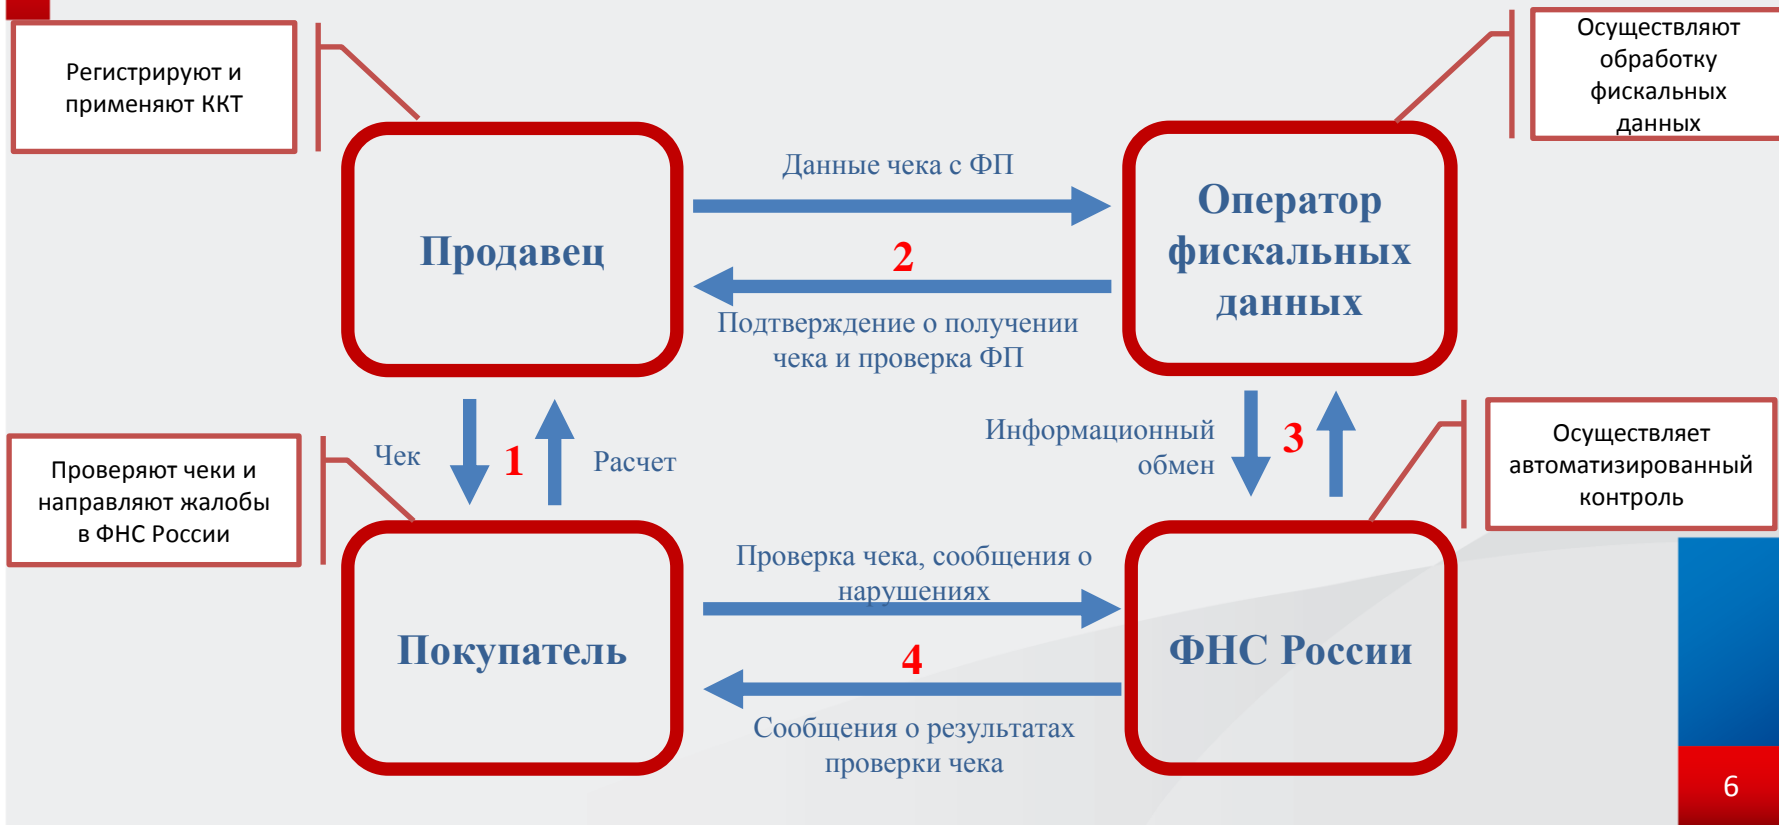 Регистрируют и
применяют ККТ
Осуществляют
обработку
фискальных
данных
Данные чека с ФП
Продавец
2
Оператор
фискальных
данных
Подтверждение о получении
чека и проверка ФП
Чек
1
Расчет
Информационный
обмен
3
Проверяют чеки и
направляют жалобы
в ФНС России
Осуществляет
автоматизированный
контроль
Проверка чека, сообщения о
нарушениях
Покупатель
4
ФНС России
Сообщения о результатах
проверки чека
6